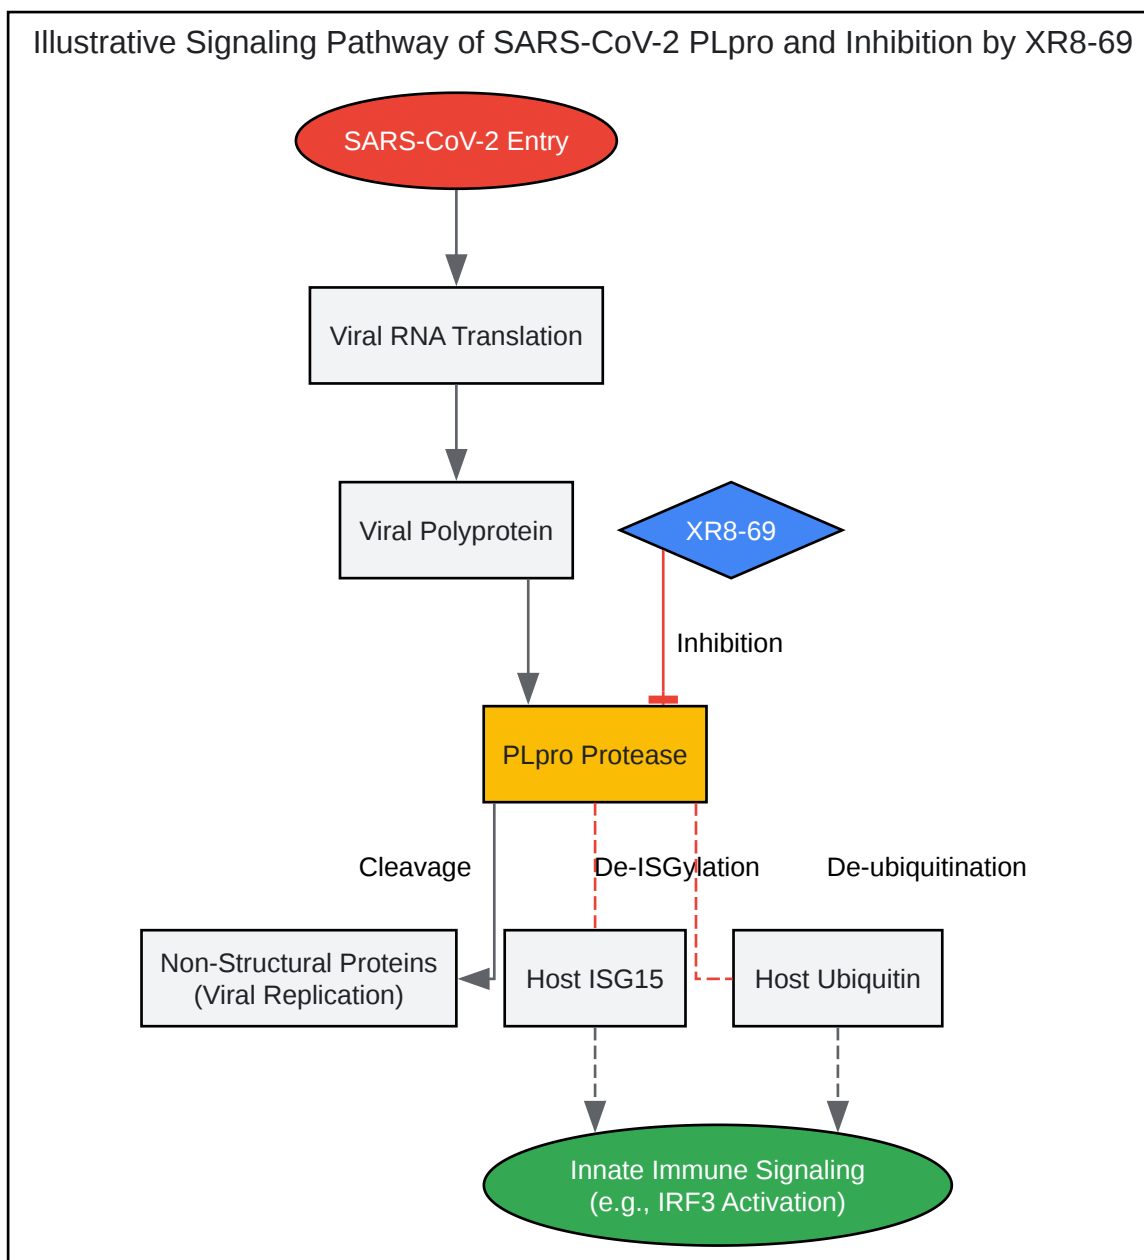 Illustrative Signaling Pathway of SARS-CoV-2 PLpro and Inhibition by XR8-69
SARS-CoV-2 Entry
Viral RNA Translation
Viral Polyprotein
XR8-69
Inhibition
PLpro Protease
Cleavage
De-ISGylation
De-ubiquitination
Non-Structural Proteins
(Viral Replication)
Host ISG15
Host Ubiquitin
Innate Immune Signaling
(e.g., IRF3 Activation)